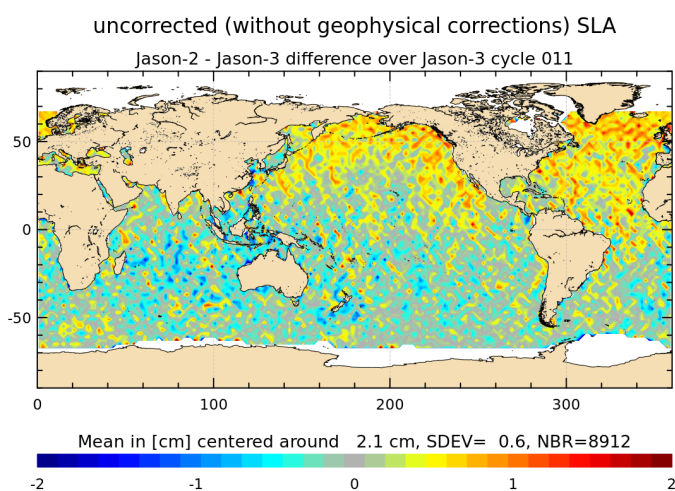 uncorrected (without geophysical corrections) SLA
Jason-2 - Jason-3 difference over Jason-3 cycle 011
50
0
-50
0 100 200 300
Mean in [cm] centered around 2.1 cm, SDEV= 0.6, NBR=8912
-2 -1 0 1 2